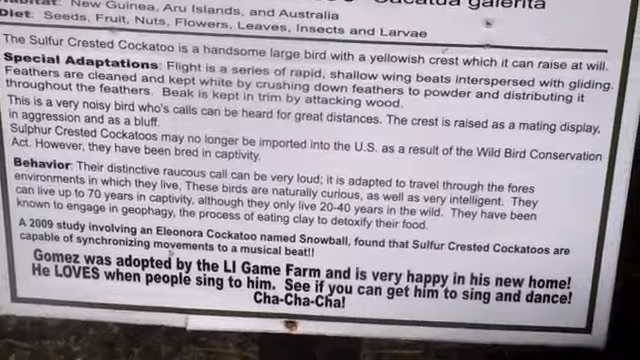 New Guinea, Aru Islands, and Australia
Diet: Seeds, Fruit, Nuts, Flowers, Leaves, Insects and Larvae
The Sulfur Crested Cockatoo is a handsome large bird with a yellowish crest which it can raise at will.
Special Adaptations: Flight is a series of rapid, shallow wing beats interspersed with gliding.
Feathers are cleaned and kept white by crushing down feathers to powder and distributing it
throughout the feathers. Beak is kept in trim by attacking wood.
This is a very noisy bird who's calls can be heard for great distances. The crest is raised as a mating display,
in aggression and as a bluff.
Sulphur Crested Cockatoos may no longer be imported into the U.S. as a result of the Wild Bird Conservation
Act. However, they have been bred in captivity.
Behavior: Their distinctive raucous call can be very loud; it is adapted to travel through the fores
environments in which they live, These birds are naturally curious, as well as very intelligent. They
can live up to 70 years in captivity, although they only live 20-40 years in the wild. They have been
known to engage in geophagy, the process of eating clay to detoxify their food.
A 2009 study involving an Eleonora Cockatoo named Snowball, found that Sulfur Crested Cockatoos are
capable of synchronizing movements to a musical beat!!
Gomez was adopted by the LI Game Farm and is very happy in his new home!
He LOVES when people sing to him. See if you can get him to sing and dance!
Cha-Cha-Cha!